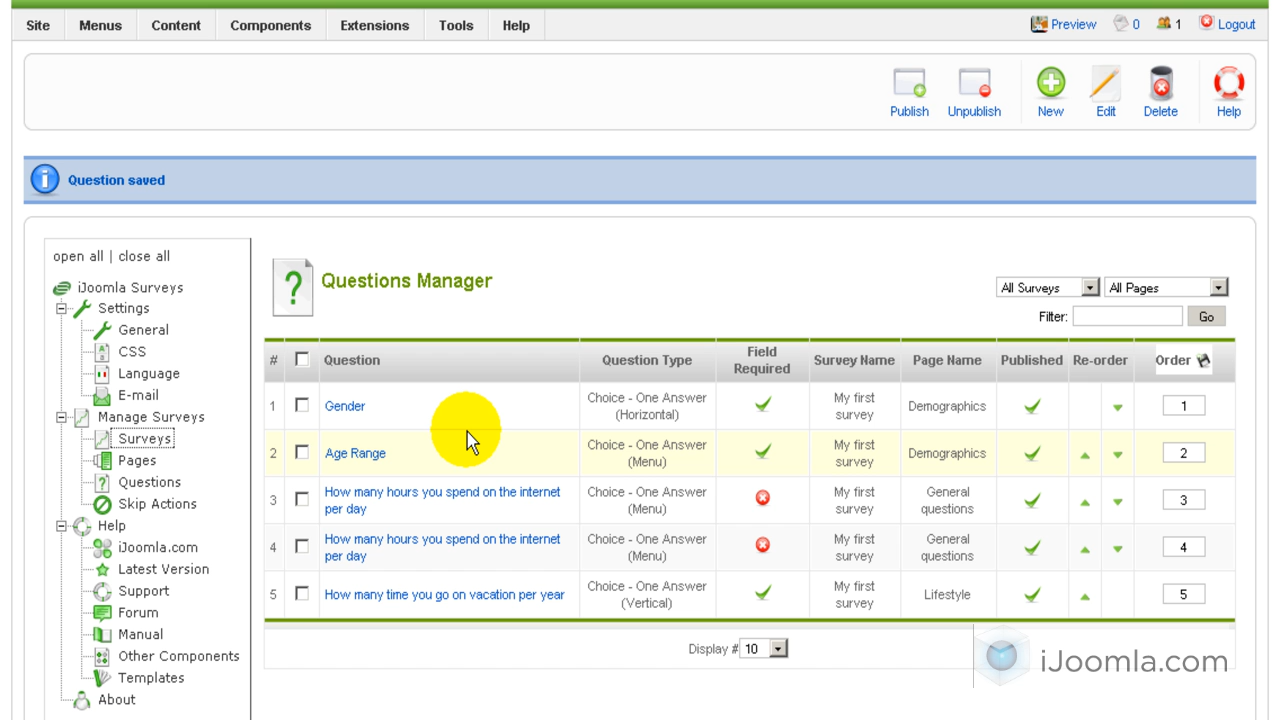 Site Menus Content Components Extensions Tools Help Preview 0 1 Logout
Publish Unpublish New Edit Delete Help
Question saved
open all | close all
iJoomla Surveys
Settings
General
CSS
Language
E-mail
Manage Surveys
Surveys
Pages
Questions
Skip Actions
Help
iJoomla.com
Latest Version
Support
Forum
Manual
Other Components
Templates
About
? Questions Manager
All Surveys All Pages
Filter: Go
# Question Question Type Field Required Survey Name Page Name Published Re-order Order
1 Gender Choice - One Answer (Horizontal) My first survey Demographics 1
2 Age Range Choice - One Answer (Menu) My first survey Demographics 2
3 How many hours you spend on the internet per day Choice - One Answer (Menu) My first survey General questions 3
4 How many hours you spend on the internet per day Choice - One Answer (Menu) My first survey General questions 4
5 How many time you go on vacation per year Choice - One Answer (Vertical) My first survey Lifestyle 5
Display # 10
iJoomla.com